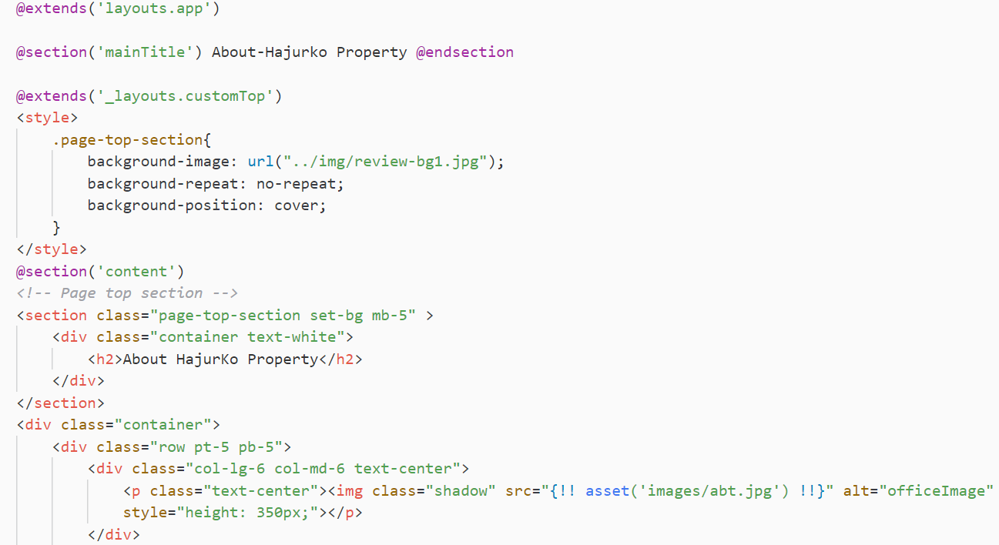 @extends('layouts.app')
@section('mainTitle') About-Hajurko Property @endsection
@extends('_layouts.customTop')
<style>
.page-top-section{
background-image: url("../img/review-bg1.jpg");
background-repeat: no-repeat;
background-position: cover;
}
</style>
@section('content')
<!-- Page top section -->
<section class="page-top-section set-bg mb-5" >
<div class="container text-white">
<h2>About HajurKo Property</h2>
</div>
</section>
<div class="container">
<div class="row pt-5 pb-5">
<div class="col-lg-6 col-md-6 text-center">
<p class="text-center"><img class="shadow" src="{!! asset('images/abt.jpg') !!}" alt="officeImage"
style="height: 350px;"></p>
</div>